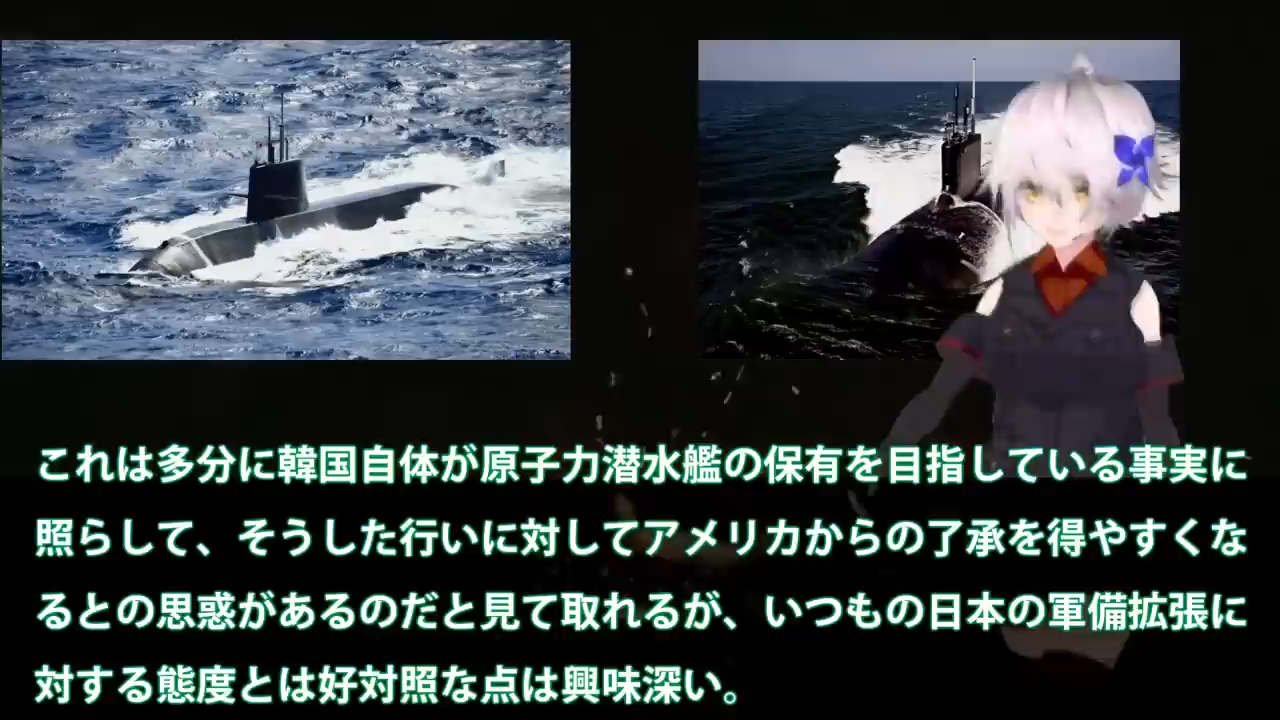 これは多分に韓国自体が原子力潜水艦の保有を目指している事実に
照らして、そうした行いに対してアメリカからの了承を得やすくな
るとの思惑があるのだと見て取れるが、いつもの日本の軍備拡張に
対する態度とは好対照な点は興味深い。